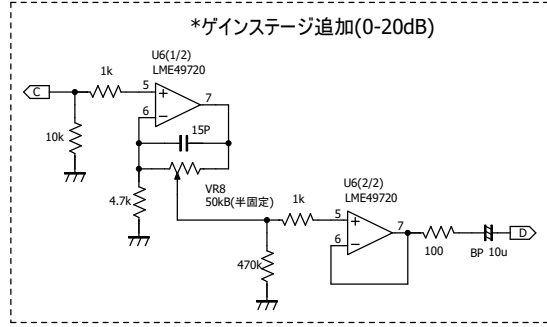 *ゲインステージ追加(0-20dB)
U6(1/2)
LME49720
1k
C
5
7
6
10k
15P
VR8
50kB(半固定)
4.7k
U6(2/2)
LME49720
1k
5
7
6
100
BP 10u
D
470k